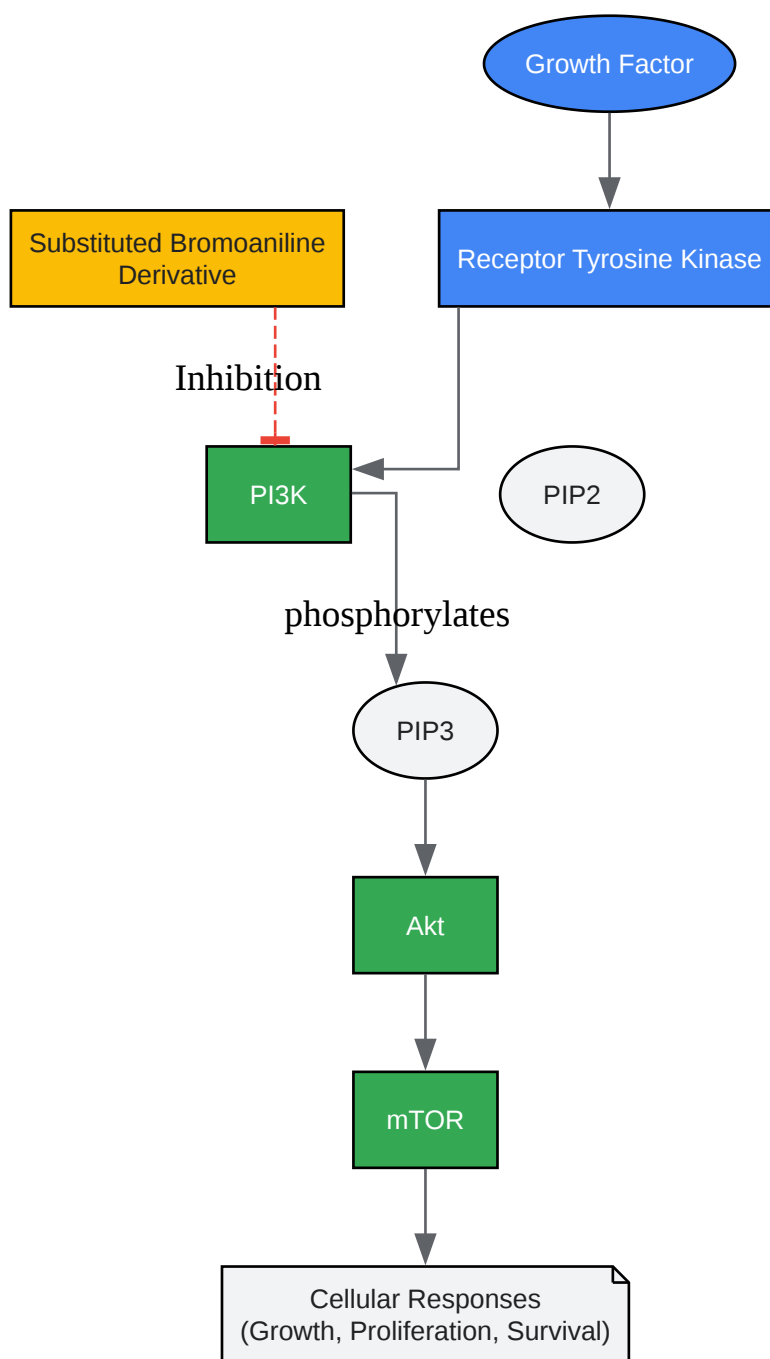 Growth Factor
Substituted Bromoaniline
Derivative
Receptor Tyrosine Kinase
Inhibition
PI3K
PIP2
phosphorylates
PIP3
Akt
mTOR
Cellular Responses
(Growth, Proliferation, Survival)